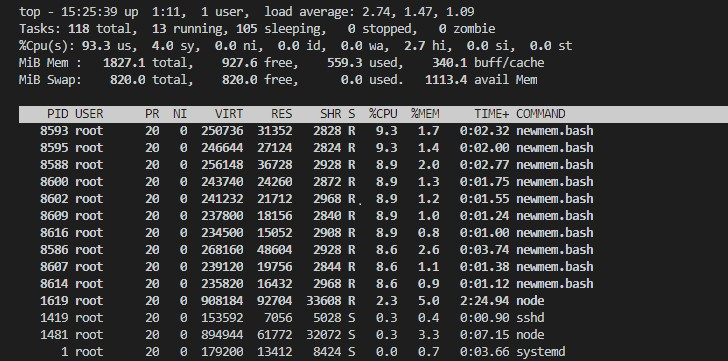 top - 15:25:39 up  1:11,  1 user,  load average: 2.74, 1.47, 1.09
Tasks: 118 total,  13 running, 105 sleeping,   0 stopped,   0 zombie
%Cpu(s): 93.3 us,  4.0 sy,  0.0 ni,  0.0 id,  0.0 wa,  2.7 hi,  0.0 si,  0.0 st
MiB Mem :   1827.1 total,    927.6 free,    559.3 used,    340.1 buff/cache
MiB Swap:    820.0 total,    820.0 free,      0.0 used.   1113.4 avail Mem
PID USER      PR  NI    VIRT    RES    SHR S  %CPU  %MEM     TIME+ COMMAND
8593 root      20   0  250736  31352   2828 R   9.3   1.7   0:02.32 newmem.bash
8595 root      20   0  246644  27124   2824 R   9.3   1.4   0:02.00 newmem.bash
8588 root      20   0  256148  36728   2928 R   8.9   2.0   0:02.77 newmem.bash
8600 root      20   0  243740  24260   2872 R   8.9   1.3   0:01.75 newmem.bash
8602 root      20   0  241232  21712   2968 R   8.9   1.2   0:01.55 newmem.bash
8609 root      20   0  237800  18156   2840 R   8.9   1.0   0:01.24 newmem.bash
8616 root      20   0  234500  15052   2908 R   8.9   0.8   0:01.00 newmem.bash
8586 root      20   0  268160  48604   2928 R   8.6   2.6   0:03.74 newmem.bash
8607 root      20   0  239120  19756   2844 R   8.6   1.1   0:01.38 newmem.bash
8614 root      20   0  235820  16432   2968 R   8.6   0.9   0:01.12 newmem.bash
1619 root      20   0  908184  92704  33608 R   2.3   5.0   2:24.94 node
1419 root      20   0  153592   7056   5028 S   0.3   0.4   0:00.90 sshd
1481 root      20   0  894944  61772  32072 S   0.3   3.3   0:07.15 node
1 root      20   0  179200  13412   8424 S   0.0   0.7   0:03.66 systemd